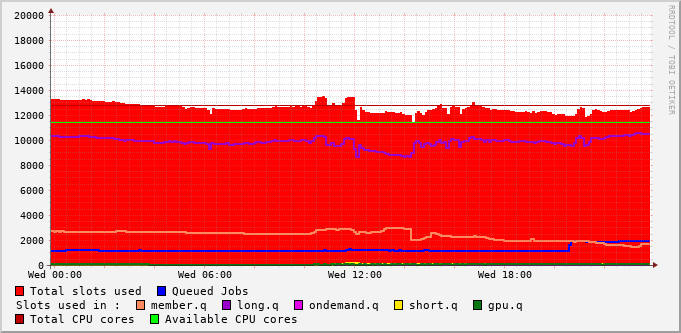 20000
18000
16000
14000
12000
10000
8000
6000
4000
2000
0
Wed 00:00 Wed 06:00 Wed 12:00 Wed 18:00
Total slots used Queued Jobs
Slots used in : member.q long.q ondemand.q short.q gpu.q
Total CPU cores Available CPU cores
RRDTOOL / TOBI OETIKER